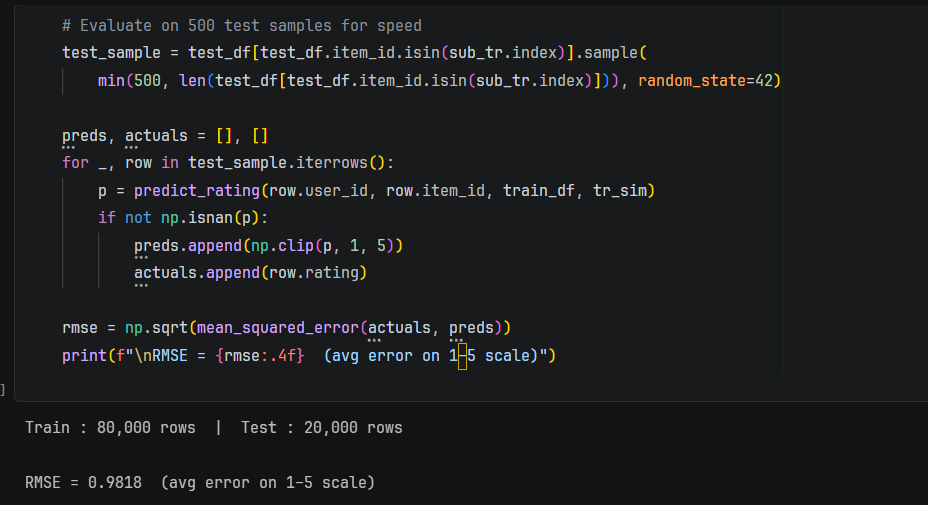 # Evaluate on 500 test samples for speed
test_sample = test_df[test_df.item_id.isin(sub_tr.index)].sample(
min(500, len(test_df[test_df.item_id.isin(sub_tr.index)])), random_state=42)
preds, actuals = [], []
for _, row in test_sample.iterrows():
p = predict_rating(row.user_id, row.item_id, train_df, tr_sim)
if not np.isnan(p):
preds.append(np.clip(p, 1, 5))
actuals.append(row.rating)
rmse = np.sqrt(mean_squared_error(actuals, preds))
print(f"\nRMSE = {rmse:.4f}  (avg error on 1–5 scale)")
]
Train : 80,000 rows  |  Test : 20,000 rows
RMSE = 0.9818  (avg error on 1–5 scale)